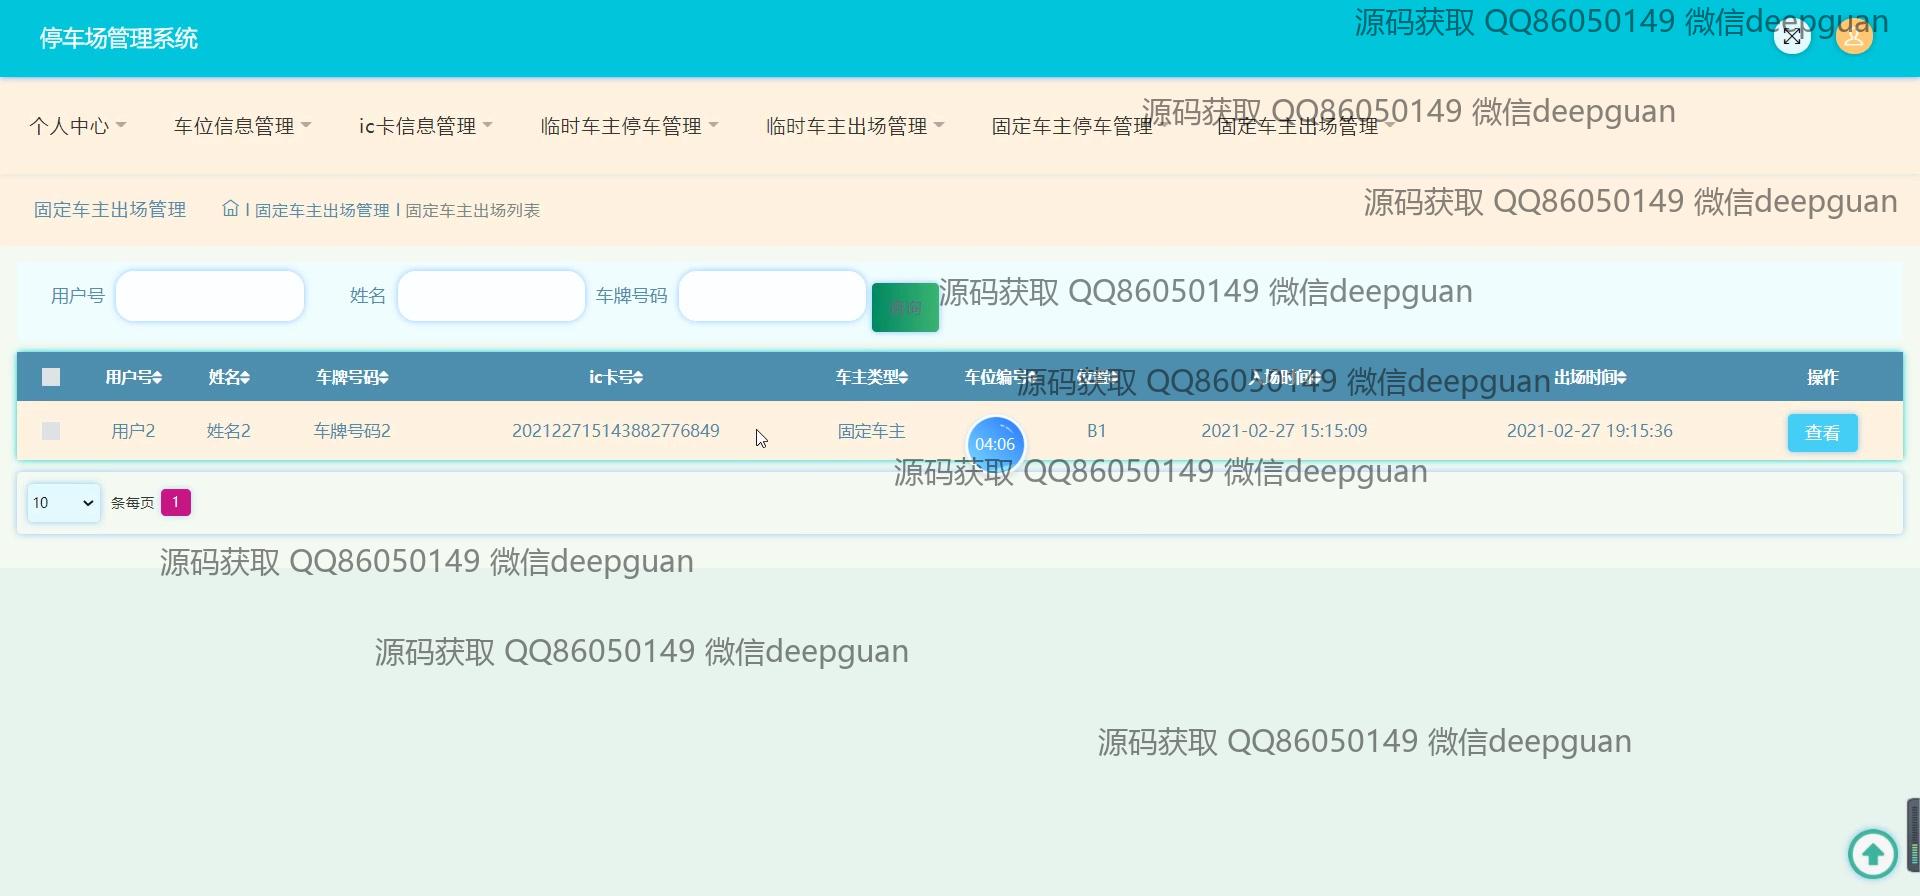 停车场管理系统
源码获取 QQ86050149 微信deepguan
源码获取 QQ86050149 微信deepguan
个人中心 车位信息管理 ic卡信息管理 临时车主停车管理 临时车主出场管理 固定车主停车管理 固定车主出场管理
固定车主出场管理 固定车主出场管理 固定车主出场列表
源码获取 QQ86050149 微信deepguan
用户号 姓名 车牌号码 查询
源码获取 QQ86050149 微信deepguan
用户号 姓名 车牌号码 ic卡号 车主类型 车位编号 位置 入场时间 出场时间 操作
源码获取 QQ86050149 微信deepguan
用户2 姓名2 车牌号码2 202122715143882776849 固定车主 04:06 B1 2021-02-27 15:15:09 2021-02-27 19:15:36 查看
源码获取 QQ86050149 微信deepguan
10 条每页 1
源码获取 QQ86050149 微信deepguan
源码获取 QQ86050149 微信deepguan
源码获取 QQ86050149 微信deepguan